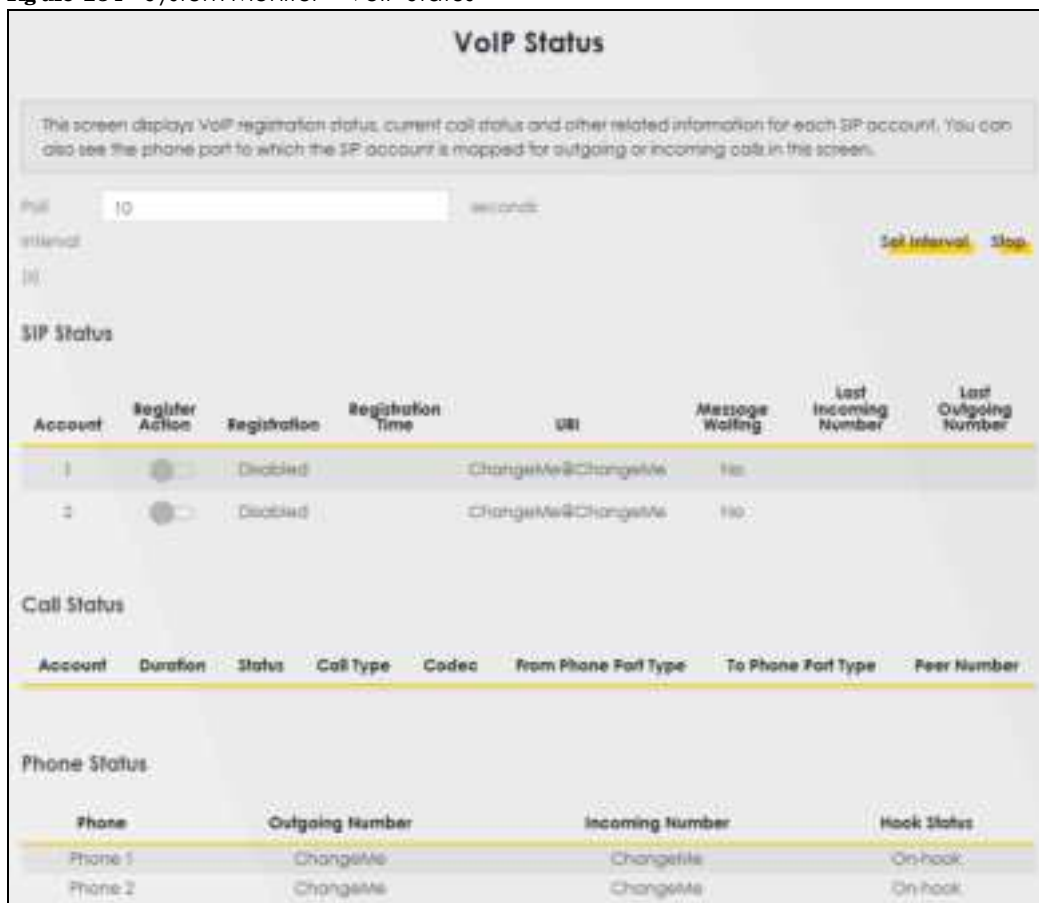 System Monitor
VoIP Status
VoIP Status
This screen displays VoIP registration status, current call status and other related information for each SIP account. You can
also see the phone port to which the SIP account is mapped for outgoing or incoming calls in this screen.
Poll 10 seconds
Interval
Set Interval Stop
(s)
SIP Status
Account Register Action Registration Registration Time URI Message Waiting Last Incoming Number Last Outgoing Number
1 Disabled ChangeMe@ChangeMe No
2 Disabled ChangeMe@ChangeMe No
Call Status
Account Duration Status Call Type Codec From Phone Port Type To Phone Port Type Peer Number
Phone Status
Phone Outgoing Number Incoming Number Hook Status
Phone 1 ChangeMe ChangeMe On-hook
Phone 2 ChangeMe ChangeMe On-hook